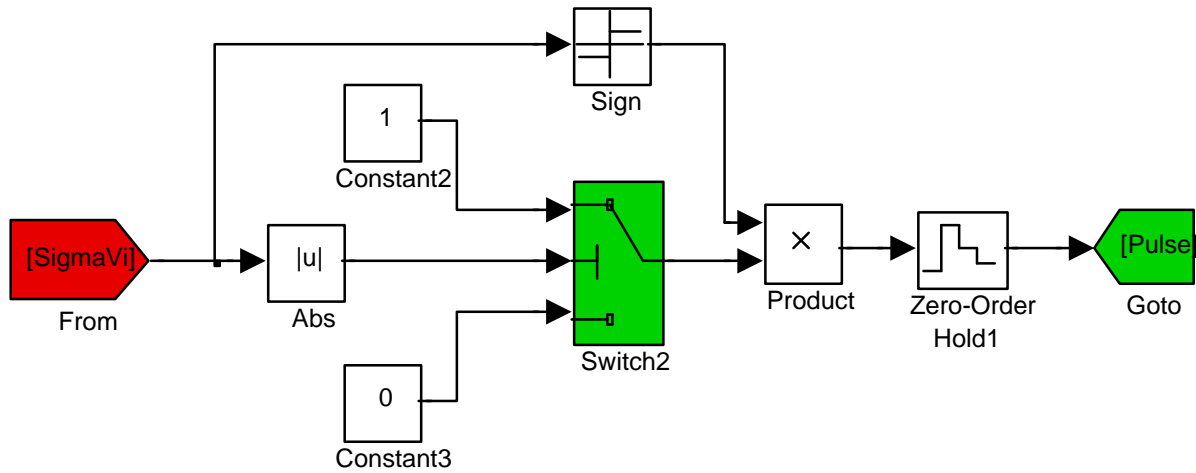 Sign
1
Constant2
[SigmaVi]
From
|u|
Abs
Switch2
×
Product
Zero-Order
Hold1
[Pulse]
Goto
0
Constant3